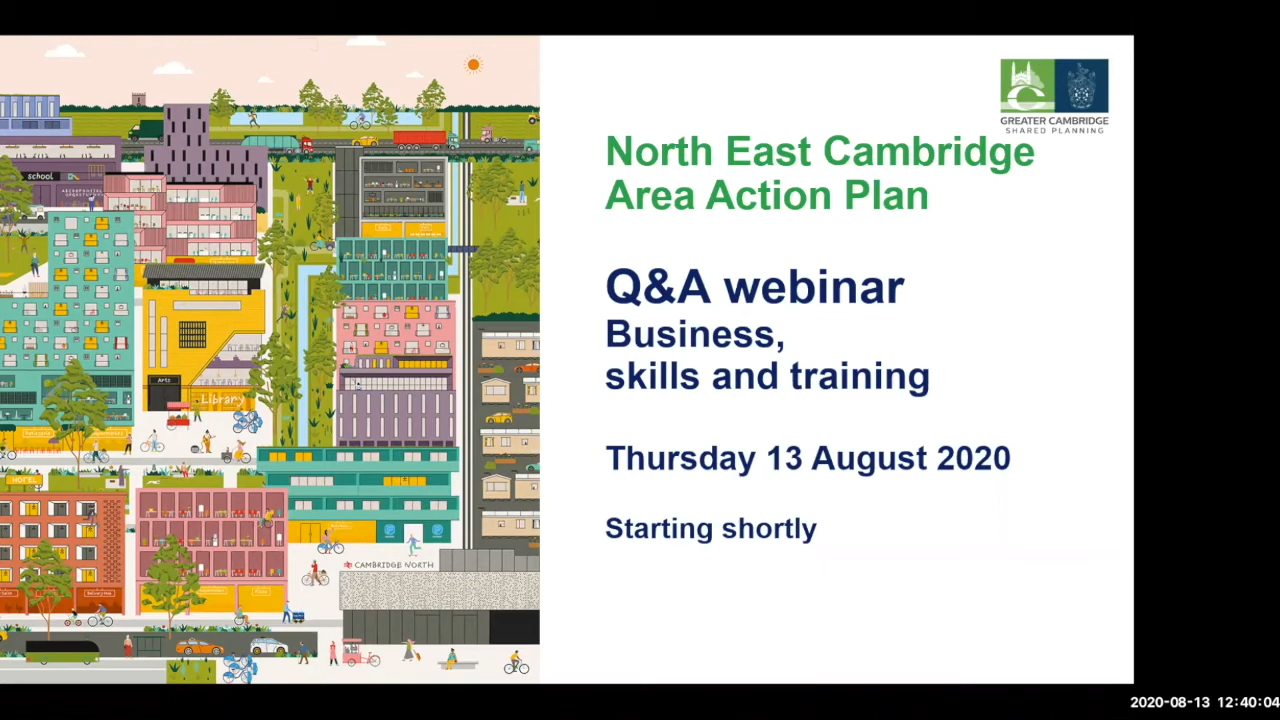 GREATER CAMBRIDGE
SHARED PLANNING
North East Cambridge
Area Action Plan
Q&A webinar
Business,
skills and training
Thursday 13 August 2020
Starting shortly
school
Arts
Library
HOTEL
CAMBRIDGE NORTH
2020-08-13 12:40:04